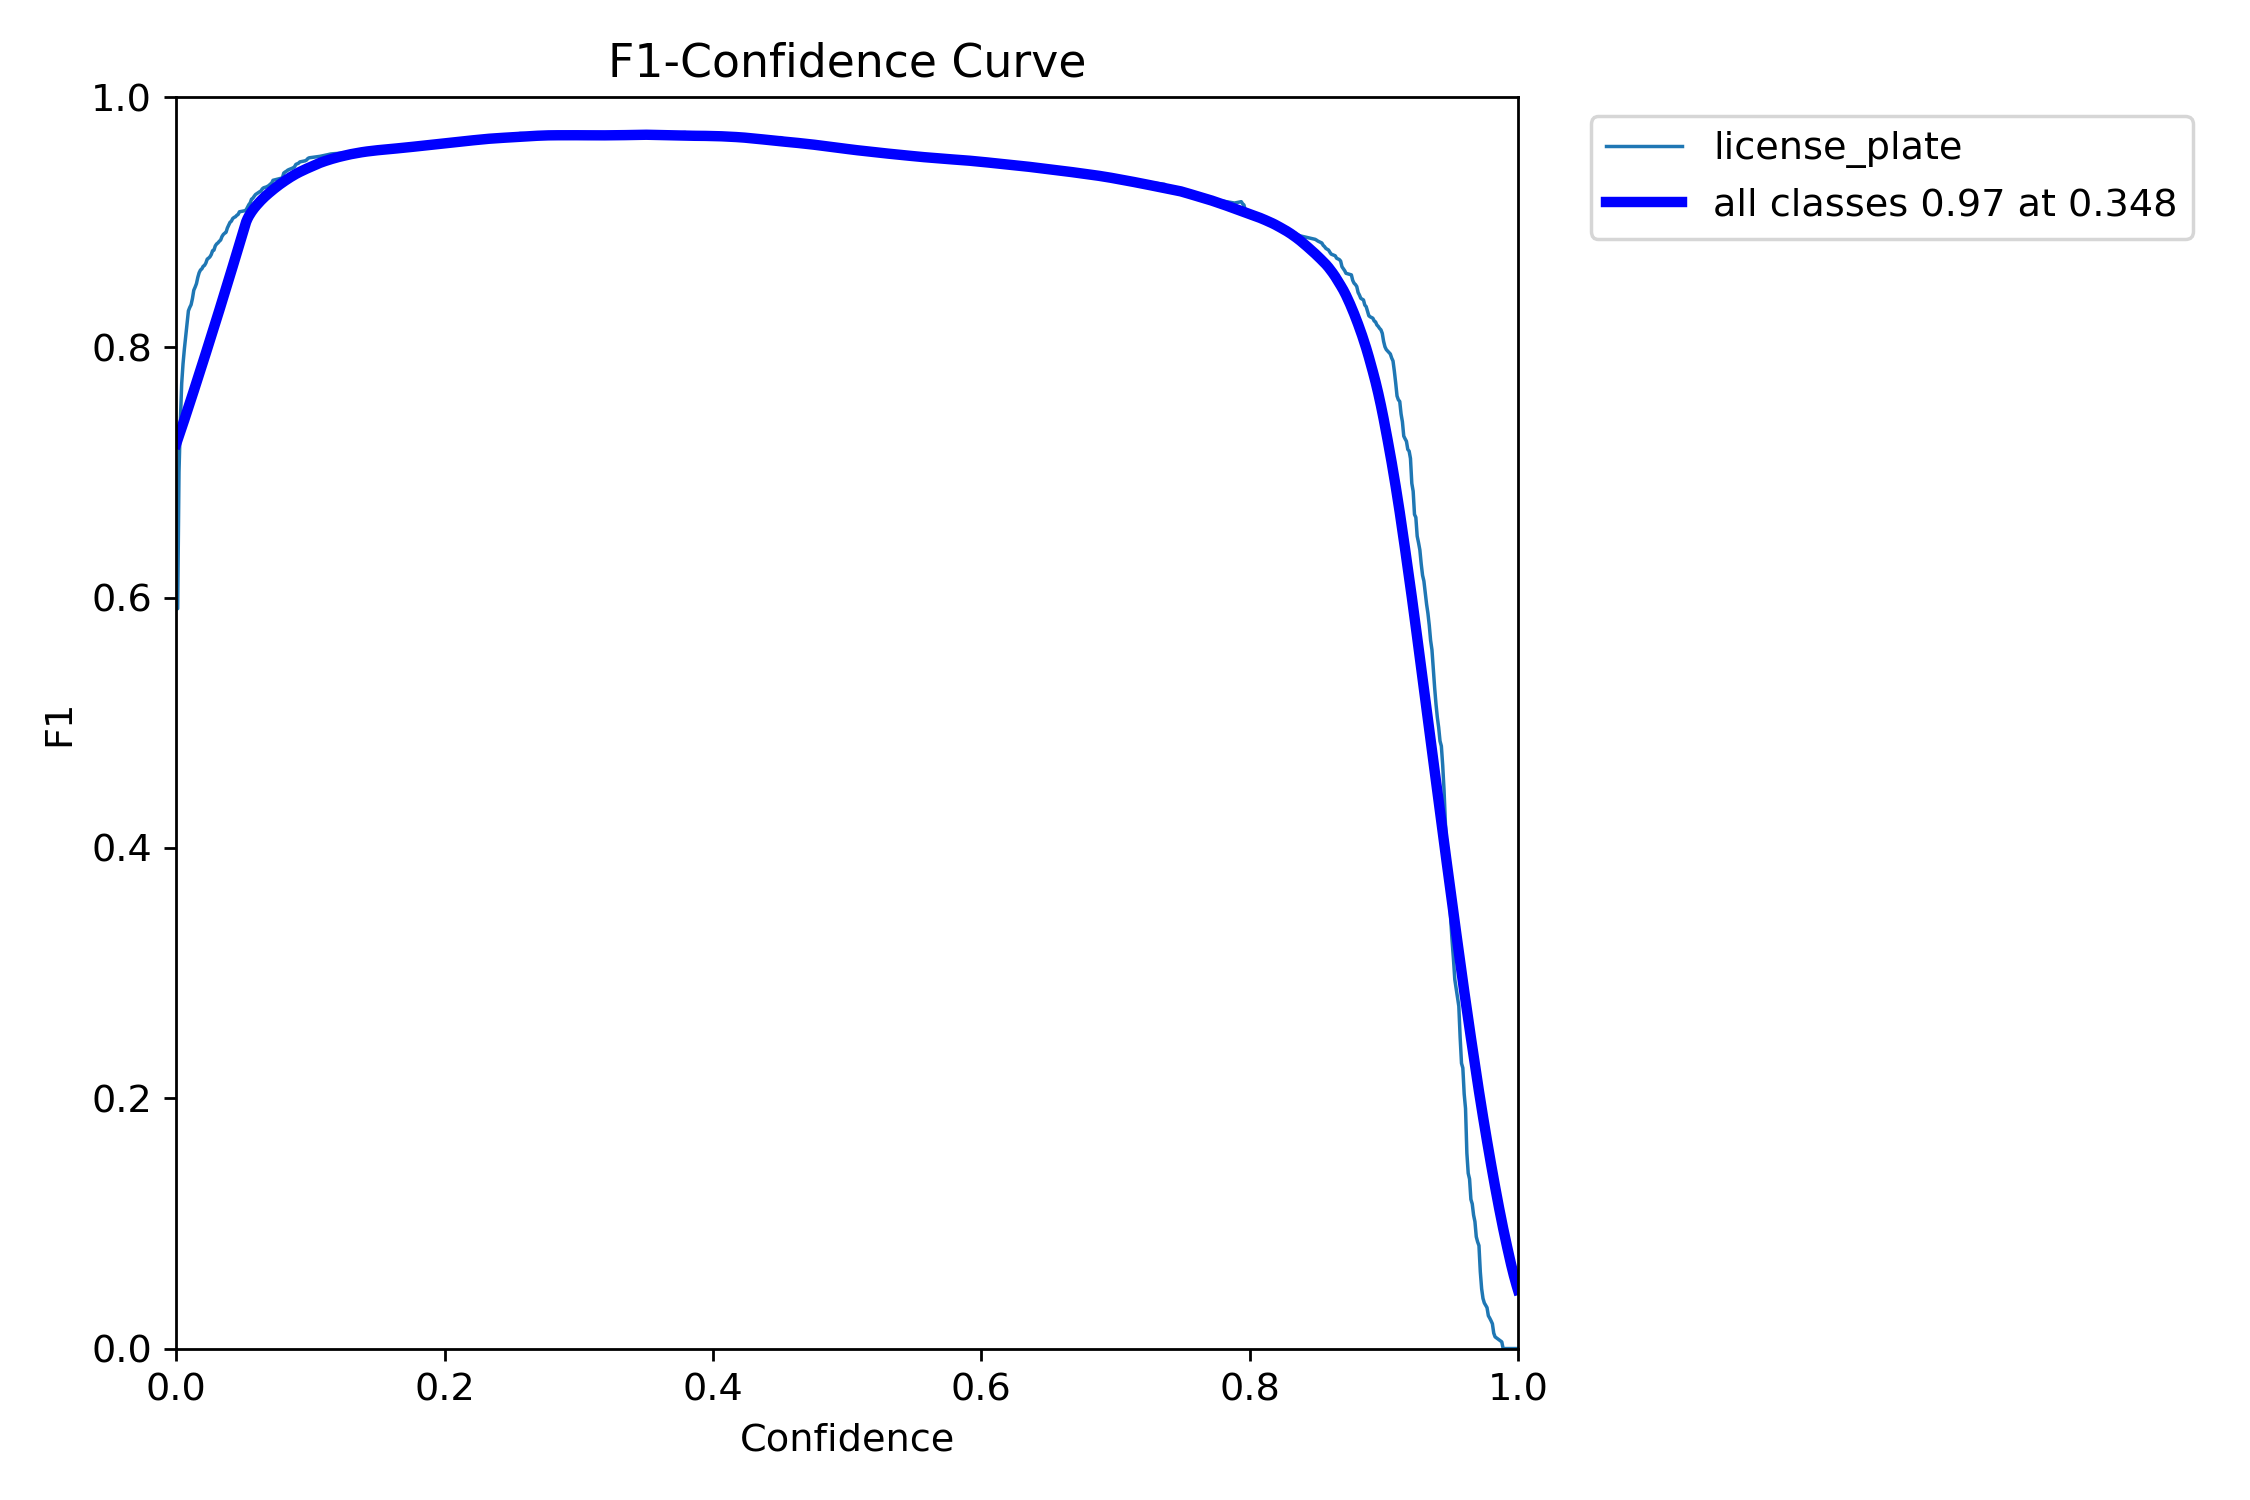 F1-Confidence Curve
1.0
0.8
0.6
0.4
0.2
0.0
F1
0.0 0.2 0.4 0.6 0.8 1.0
Confidence
license_plate
all classes 0.97 at 0.348